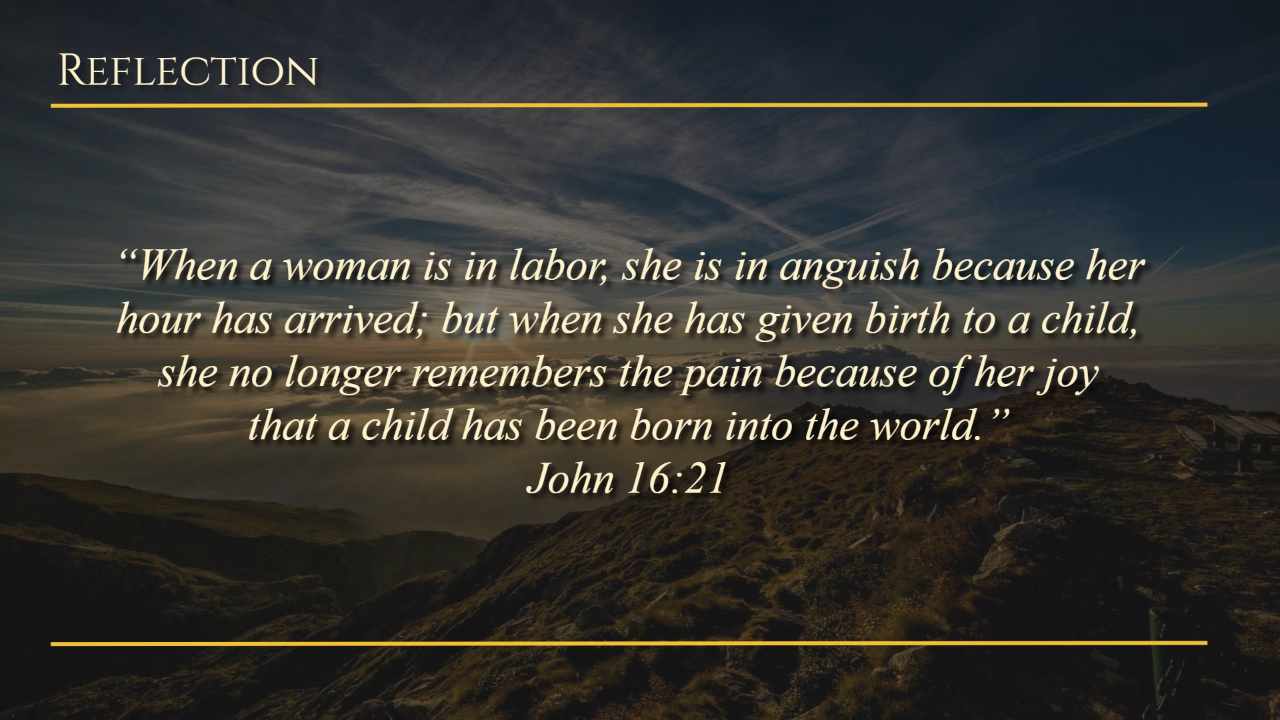 Reflection
“When a woman is in labor, she is in anguish because her
hour has arrived; but when she has given birth to a child,
she no longer remembers the pain because of her joy
that a child has been born into the world.”
John 16:21